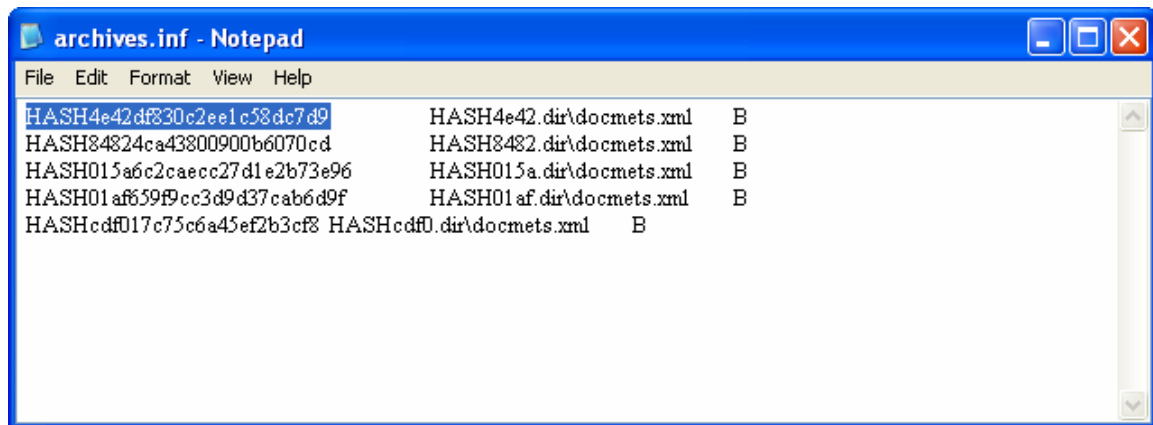 archives.inf - Notepad
File Edit Format View Help
HASH4e42df830c2ee1c58dc7d9 HASH4e42.dir\docmets.xml B
HASH84824ca43800900b6070cd HASH8482.dir\docmets.xml B
HASH015a6c2caecc27d1e2b73e96 HASH015a.dir\docmets.xml B
HASH01af659f9cc3d9d37cab6d9f HASH01af.dir\docmets.xml B
HASHcdf017c75c6a45ef2b3cf8 HASHcdf0.dir\docmets.xml B